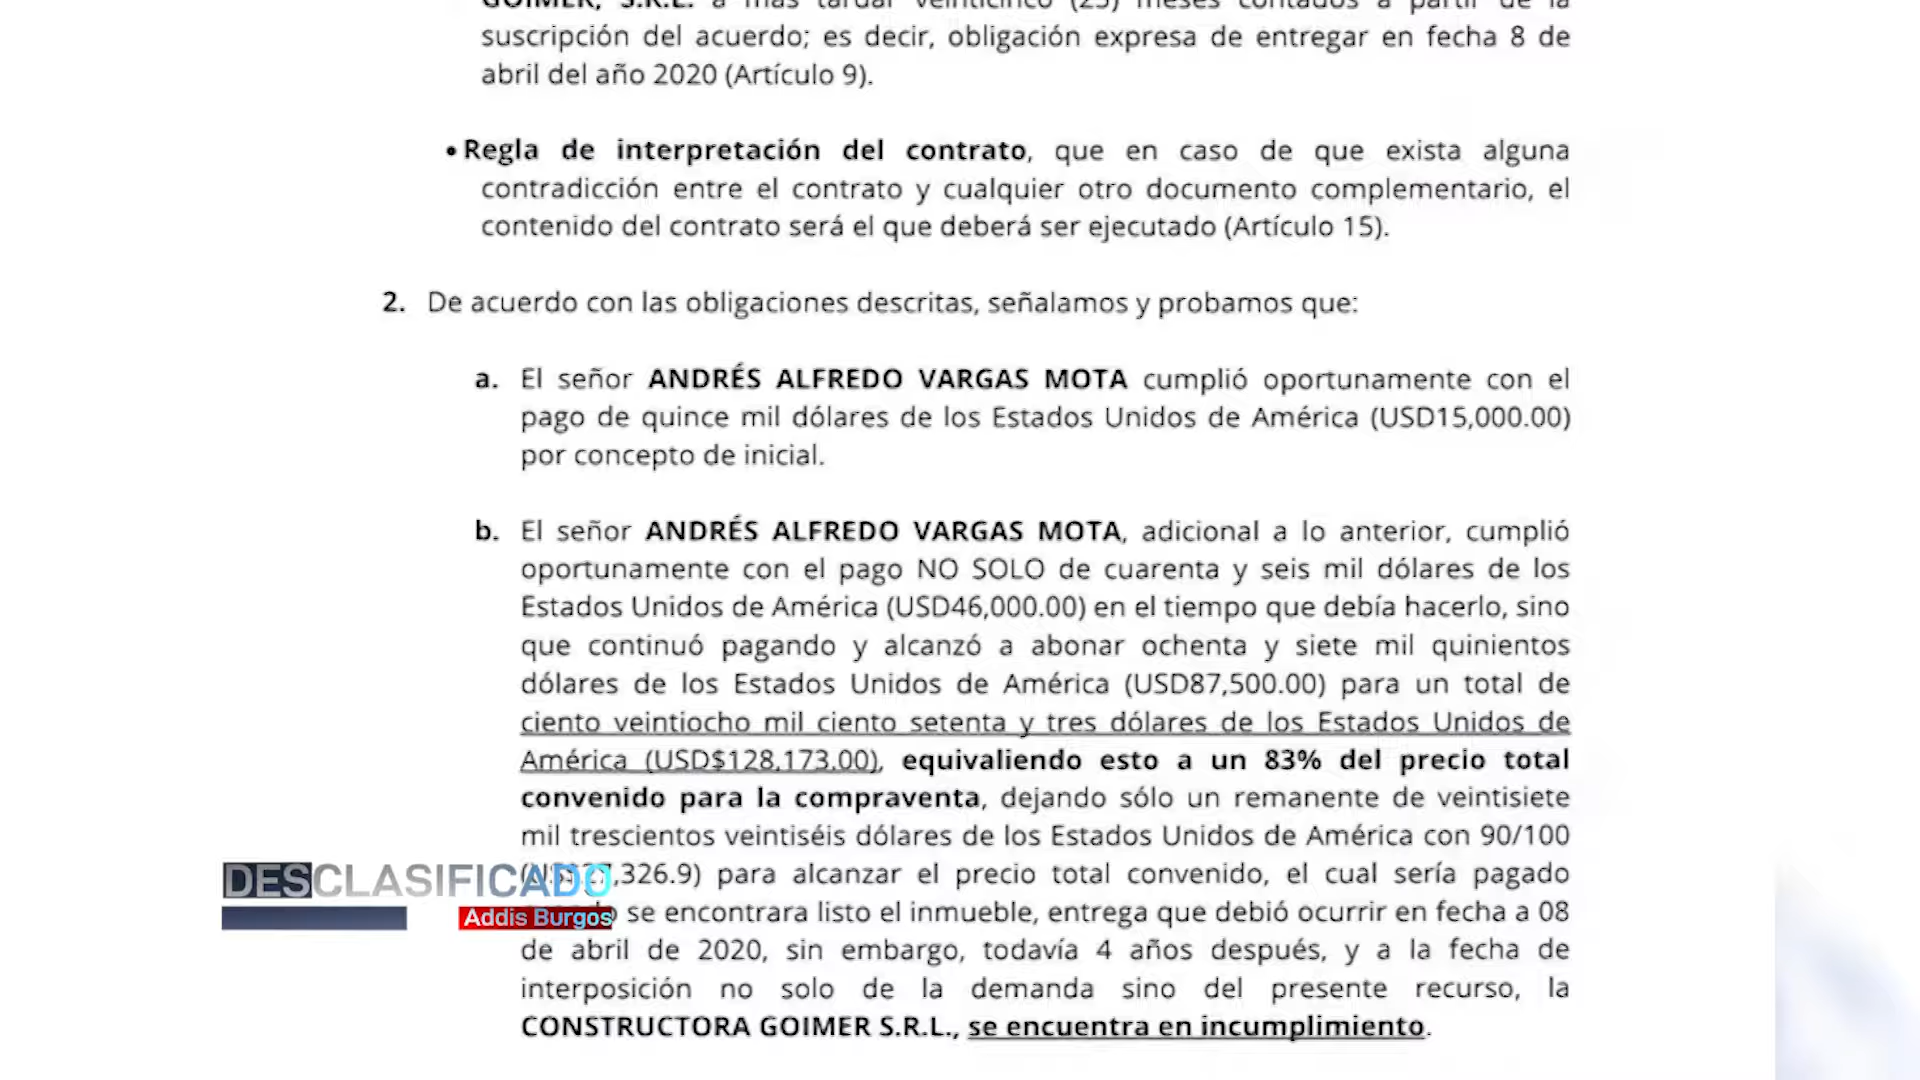 GOIMER, S.R.L. a más tardar veinticinco (25) meses contados a partir de la
suscripción del acuerdo; es decir, obligación expresa de entregar en fecha 8 de
abril del año 2020 (Artículo 9).
• Regla de interpretación del contrato, que en caso de que exista alguna
contradicción entre el contrato y cualquier otro documento complementario, el
contenido del contrato será el que deberá ser ejecutado (Artículo 15).
2. De acuerdo con las obligaciones descritas, señalamos y probamos que:
a. El señor ANDRÉS ALFREDO VARGAS MOTA cumplió oportunamente con el
pago de quince mil dólares de los Estados Unidos de América (USD15,000.00)
por concepto de inicial.
b. El señor ANDRÉS ALFREDO VARGAS MOTA, adicional a lo anterior, cumplió
oportunamente con el pago NO SOLO de cuarenta y seis mil dólares de los
Estados Unidos de América (USD46,000.00) en el tiempo que debía hacerlo, sino
que continuó pagando y alcanzó a abonar ochenta y siete mil quinientos
dólares de los Estados Unidos de América (USD87,500.00) para un total de
ciento veintiocho mil ciento setenta y tres dólares de los Estados Unidos de
América (USD$128,173.00), equivaliendo esto a un 83% del precio total
convenido para la compraventa, dejando sólo un remanente de veintisiete
mil trescientos veintiséis dólares de los Estados Unidos de América con 90/100
,326.9) para alcanzar el precio total convenido, el cual sería pagado
se encontrara listo el inmueble, entrega que debió ocurrir en fecha a 08
de abril de 2020, sin embargo, todavía 4 años después, y a la fecha de
interposición no solo de la demanda sino del presente recurso, la
CONSTRUCTORA GOIMER S.R.L., se encuentra en incumplimiento.
DESCLASIFICADO
Addis Burgos